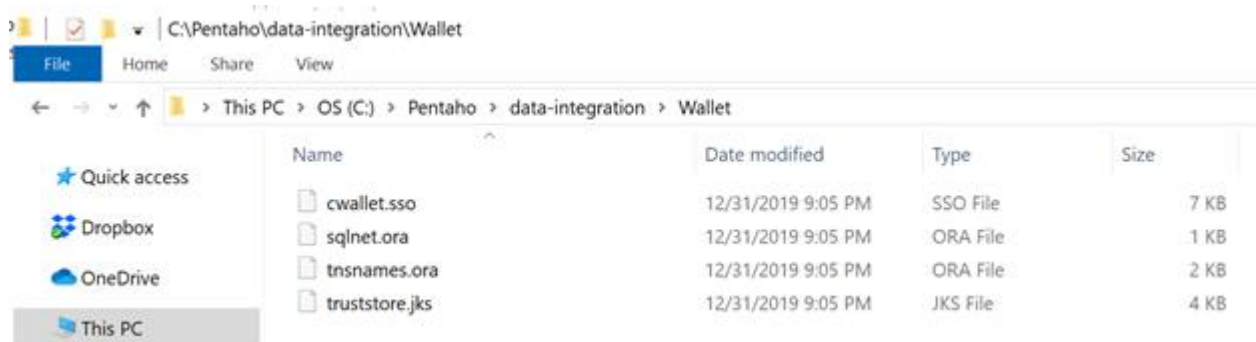 C:\Pentaho\data-integration\Wallet
File Home Share View
This PC > OS (C:) > Pentaho > data-integration > Wallet
Name Date modified Type Size
Quick access
cwallet.sso 12/31/2019 9:05 PM SSO File 7 KB
Dropbox
sqlnet.ora 12/31/2019 9:05 PM ORA File 1 KB
tnsnames.ora 12/31/2019 9:05 PM ORA File 2 KB
OneDrive
truststore.jks 12/31/2019 9:05 PM JKS File 4 KB
This PC